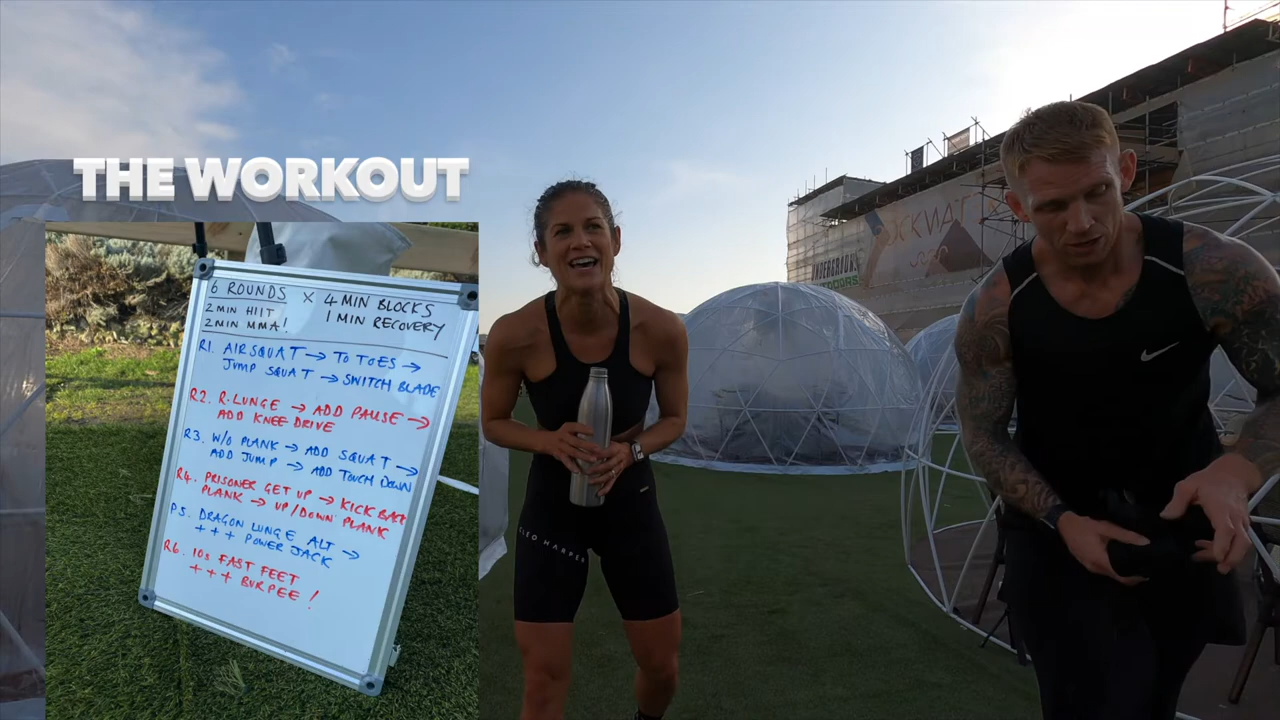 THE WORKOUT
6 ROUNDS X 4 MIN BLOCKS
2 MIN HIIT 1 MIN RECOVERY
2 MIN MMA!
R1. AIR SQUAT → TO TOES →
JUMP SQUAT → SWITCH BLADE
R2. R-LUNGE → ADD PAUSE →
ADD KNEE DRIVE
R3. W/O PLANK → ADD SQUAT →
ADD JUMP → ADD TOUCH DOWN
R4. PRISONER GET UP → KICK BACK
PLANK → UP/DOWN PLANK
R5. DRAGON LUNGE ALT →
+ + + POWER JACK
R6. 10s FAST FEET
+ + + BURPEE!
CLEO HARPER
UNDERGROUND